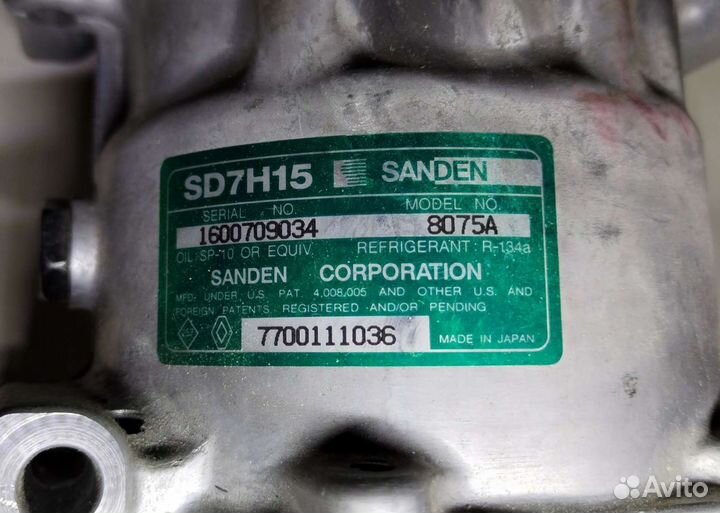 SD7H15 SANDEN
SERIAL NO. MODEL NO.
1600709034 8075A
OIL: SP-10 OR EQUIV. REFRIGERANT: R-134a
SANDEN CORPORATION
MFD. UNDER U.S. PAT. 4,008,005 AND OTHER U.S. AND
FOREIGN PATENTS, REGISTERED AND/OR PENDING
7700111036 MADE IN JAPAN
Avito